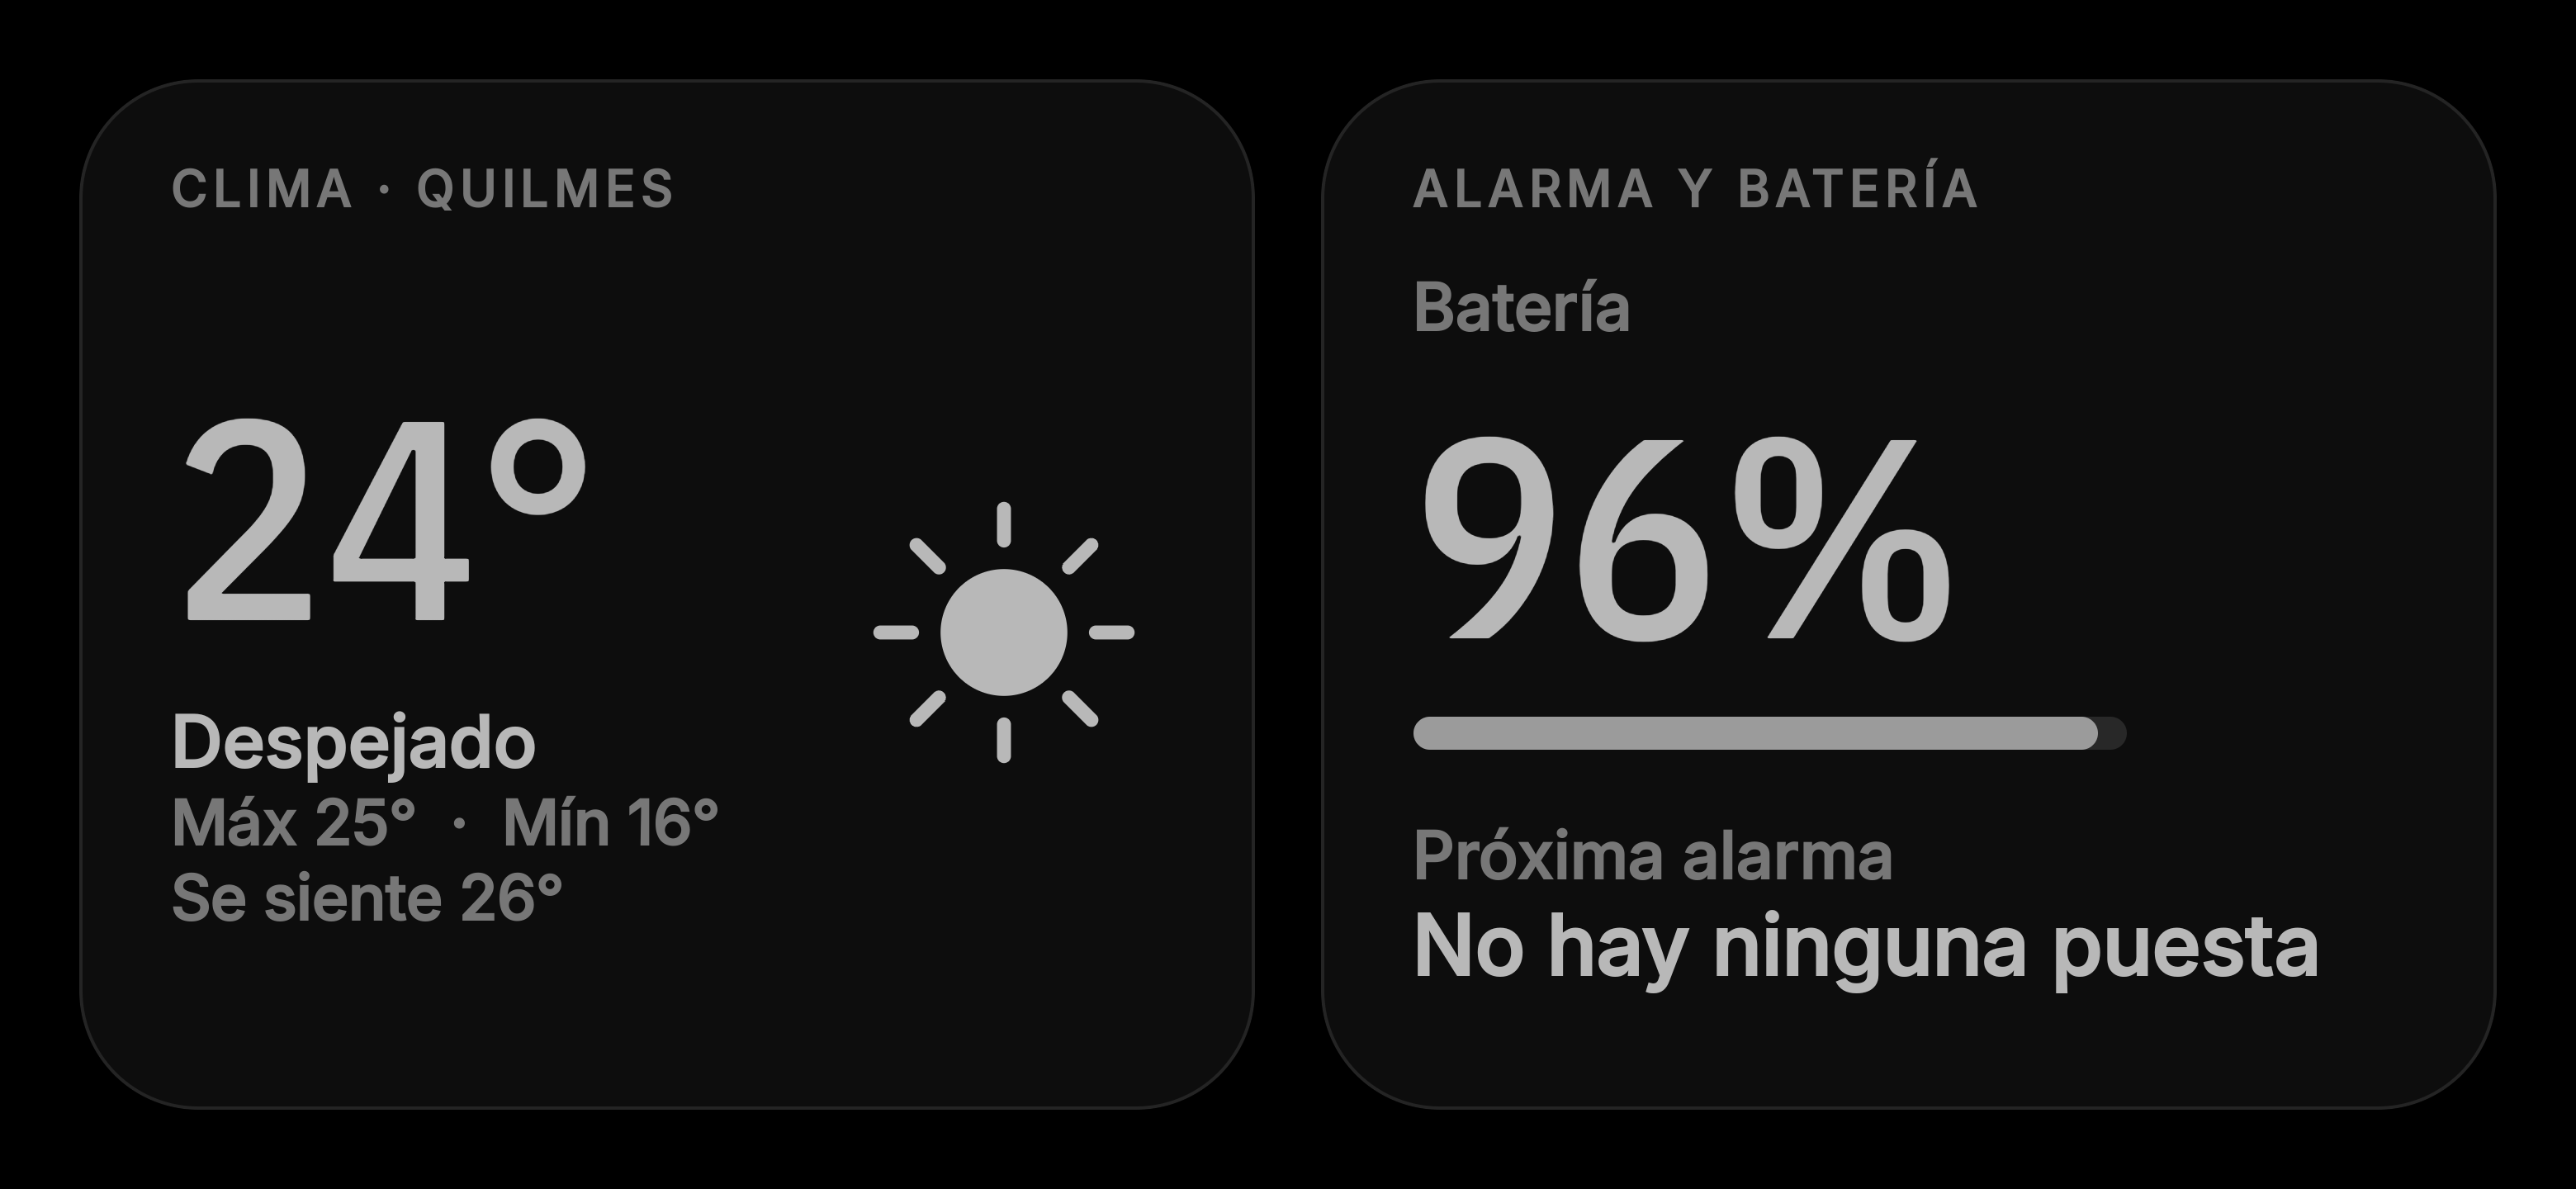 CLIMA · QUILMES
24°
Despejado
Máx 25° · Mín 16°
Se siente 26°
ALARMA Y BATERÍA
Batería
96%
Próxima alarma
No hay ninguna puesta